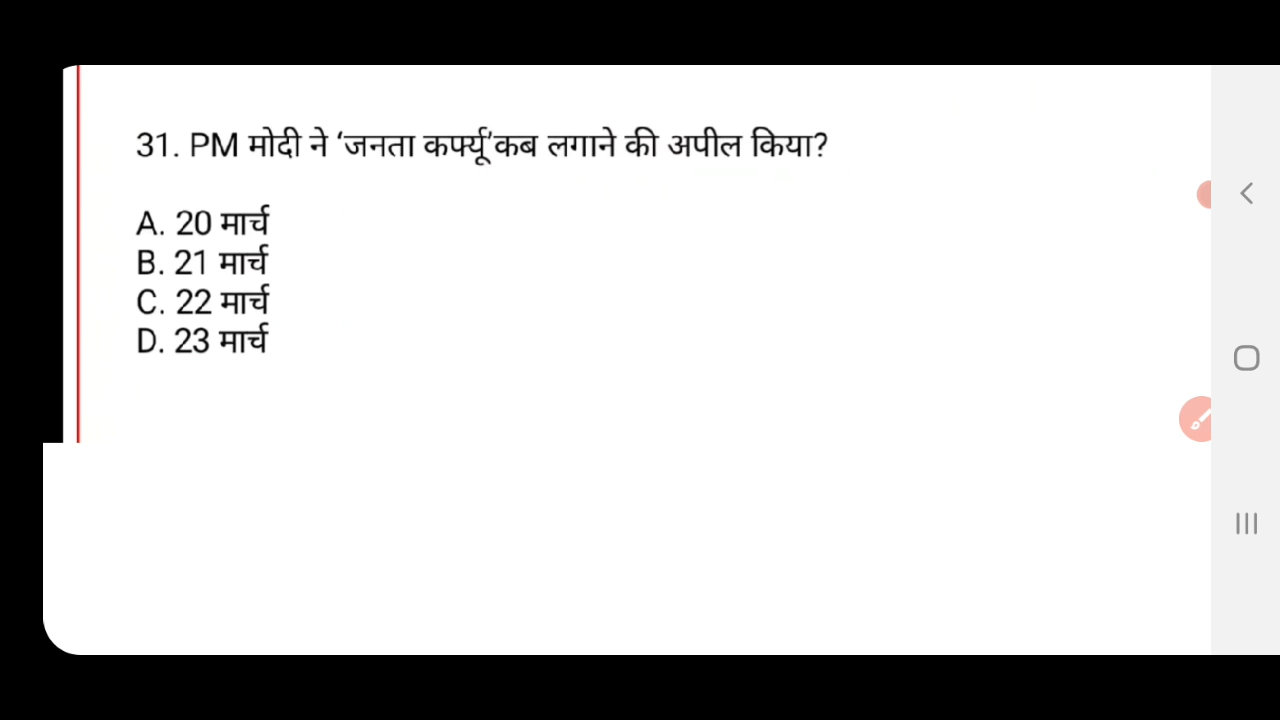 31. PM मोदी ने ‘जनता कर्फ्यू’कब लगाने की अपील किया?
A. 20 मार्च
B. 21 मार्च
C. 22 मार्च
D. 23 मार्च